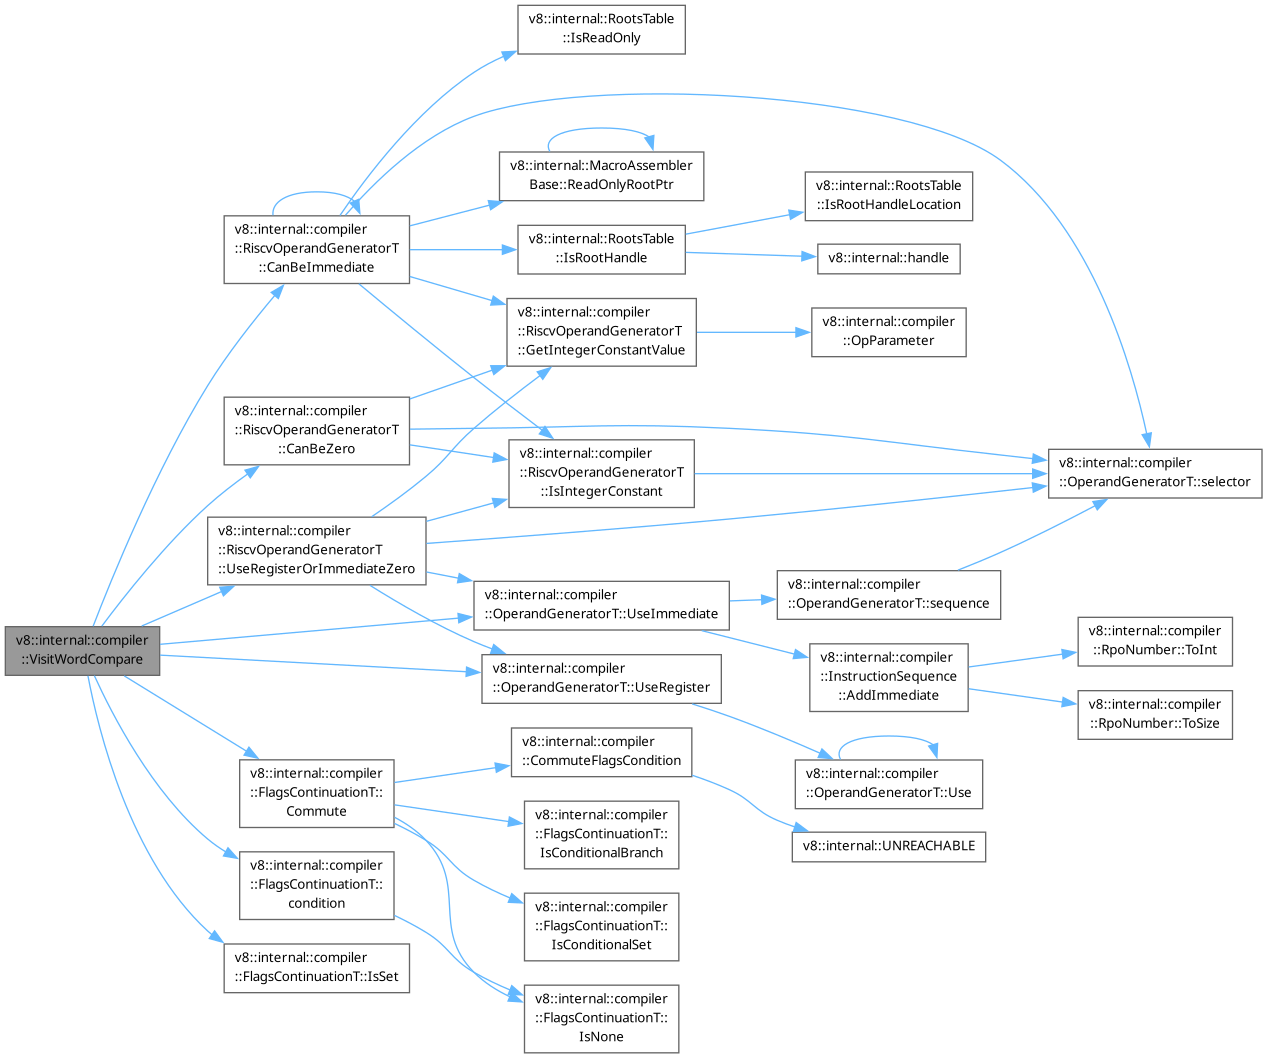 v8::internal::RootsTable
::IsReadOnly
v8::internal::MacroAssembler
Base::ReadOnlyRootPtr
v8::internal::RootsTable
::IsRootHandleLocation
v8::internal::compiler
::RiscvOperandGeneratorT
::CanBeImmediate
v8::internal::RootsTable
::IsRootHandle
v8::internal::handle
v8::internal::compiler
::RiscvOperandGeneratorT
::GetIntegerConstantValue
v8::internal::compiler
::OpParameter
v8::internal::compiler
::RiscvOperandGeneratorT
::CanBeZero
v8::internal::compiler
::RiscvOperandGeneratorT
::IsIntegerConstant
v8::internal::compiler
::OperandGeneratorT::selector
v8::internal::compiler
::RiscvOperandGeneratorT
::UseRegisterOrImmediateZero
v8::internal::compiler
::OperandGeneratorT::UseImmediate
v8::internal::compiler
::OperandGeneratorT::sequence
v8::internal::compiler
::VisitWordCompare
v8::internal::compiler
::OperandGeneratorT::UseRegister
v8::internal::compiler
::InstructionSequence
::AddImmediate
v8::internal::compiler
::RpoNumber::ToInt
v8::internal::compiler
::RpoNumber::ToSize
v8::internal::compiler
::FlagsContinuationT::
Commute
v8::internal::compiler
::CommuteFlagsCondition
v8::internal::compiler
::OperandGeneratorT::Use
v8::internal::compiler
::FlagsContinuationT::
IsConditionalBranch
v8::internal::UNREACHABLE
v8::internal::compiler
::FlagsContinuationT::
condition
v8::internal::compiler
::FlagsContinuationT::
IsConditionalSet
v8::internal::compiler
::FlagsContinuationT::IsSet
v8::internal::compiler
::FlagsContinuationT::
IsNone